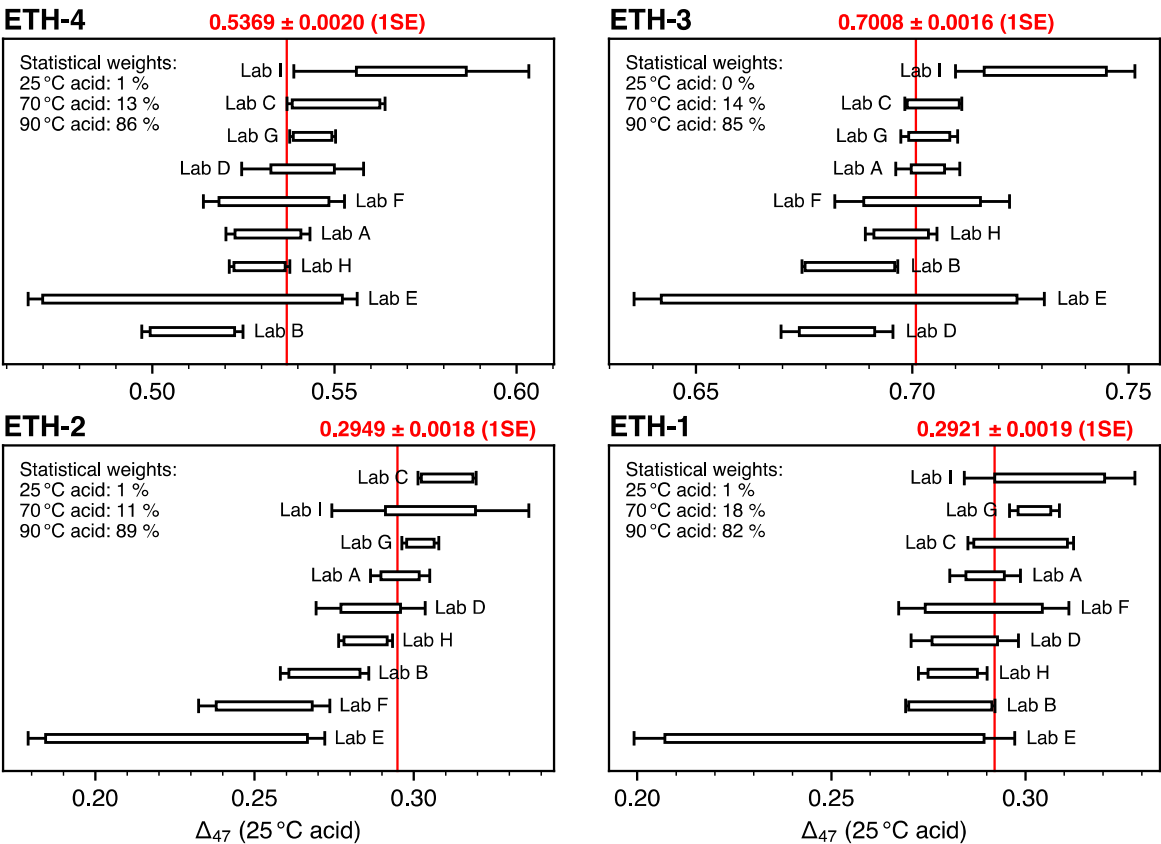 ETH-4
0.5369 ± 0.0020 (1SE)
Statistical weights:
25 °C acid: 1 %
70 °C acid: 13 %
90 °C acid: 86 %
Lab I
Lab C
Lab G
Lab D
Lab F
Lab A
Lab H
Lab E
Lab B
0.50
0.55
0.60
ETH-3
0.7008 ± 0.0016 (1SE)
Statistical weights:
25 °C acid: 0 %
70 °C acid: 14 %
90 °C acid: 85 %
Lab I
Lab C
Lab G
Lab A
Lab F
Lab H
Lab B
Lab E
Lab D
0.65
0.70
0.75
ETH-2
0.2949 ± 0.0018 (1SE)
Statistical weights:
25 °C acid: 1 %
70 °C acid: 11 %
90 °C acid: 89 %
Lab C
Lab I
Lab G
Lab A
Lab D
Lab H
Lab B
Lab F
Lab E
0.20
0.25
0.30
Δ47 (25 °C acid)
ETH-1
0.2921 ± 0.0019 (1SE)
Statistical weights:
25 °C acid: 1 %
70 °C acid: 18 %
90 °C acid: 82 %
Lab I
Lab G
Lab C
Lab A
Lab F
Lab D
Lab H
Lab B
Lab E
0.20
0.25
0.30
Δ47 (25 °C acid)